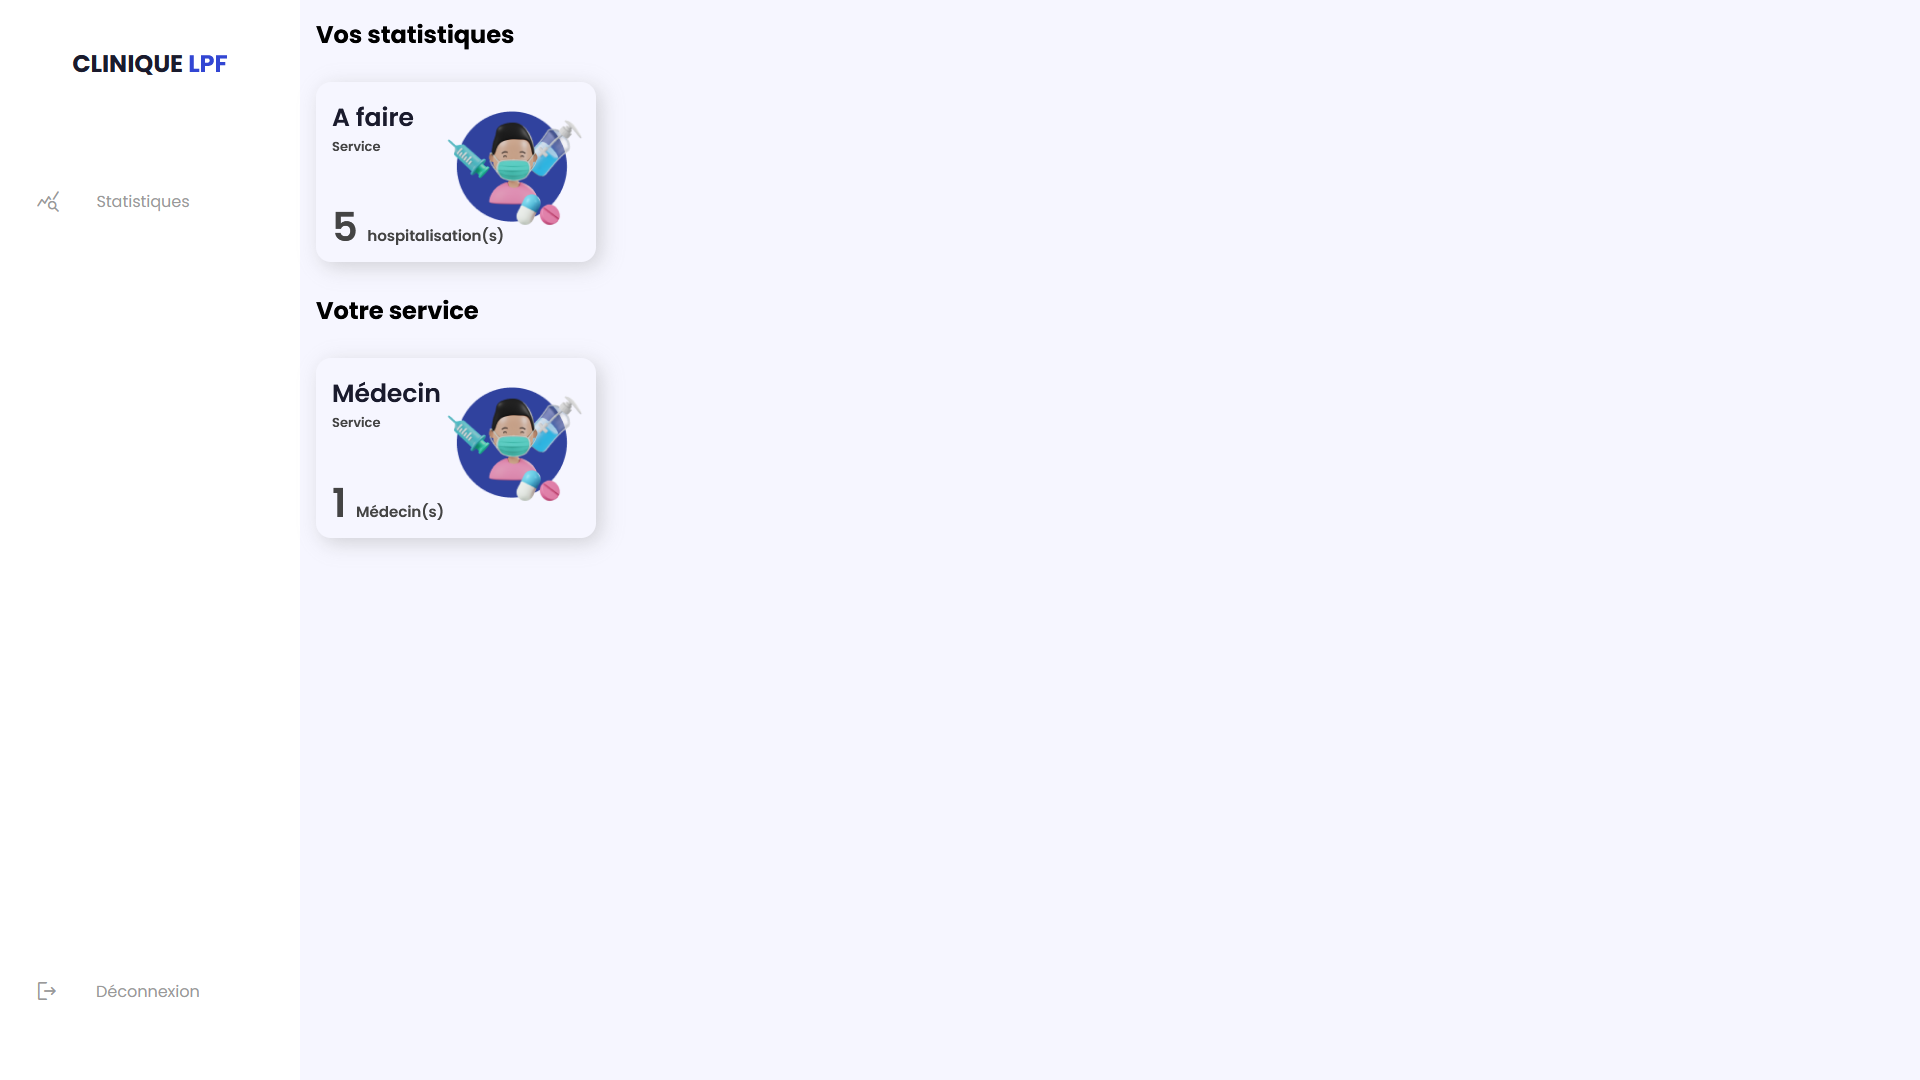 CLINIQUE LPF
Statistiques
Déconnexion
Vos statistiques
A faire
Service
5 hospitalisation(s)
Votre service
Médecin
Service
1 Médecin(s)